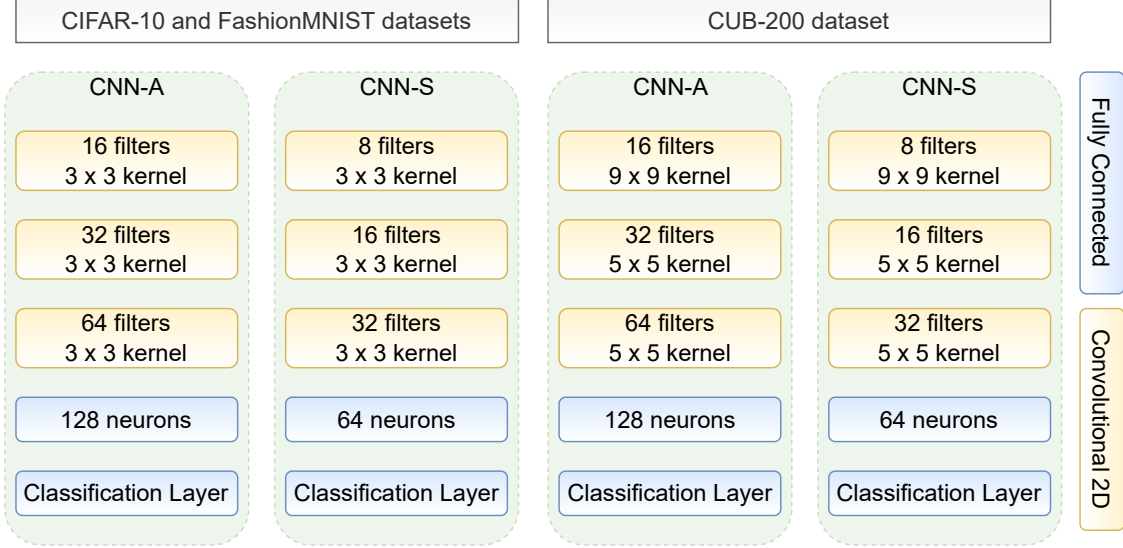 CIFAR-10 and FashionMNIST datasets
CUB-200 dataset
CNN-A
16 filters
3 x 3 kernel
32 filters
3 x 3 kernel
64 filters
3 x 3 kernel
128 neurons
Classification Layer
CNN-S
8 filters
3 x 3 kernel
16 filters
3 x 3 kernel
32 filters
3 x 3 kernel
64 neurons
Classification Layer
CNN-A
16 filters
9 x 9 kernel
32 filters
5 x 5 kernel
64 filters
5 x 5 kernel
128 neurons
Classification Layer
CNN-S
8 filters
9 x 9 kernel
16 filters
5 x 5 kernel
32 filters
5 x 5 kernel
64 neurons
Classification Layer
Fully Connected
Convolutional 2D